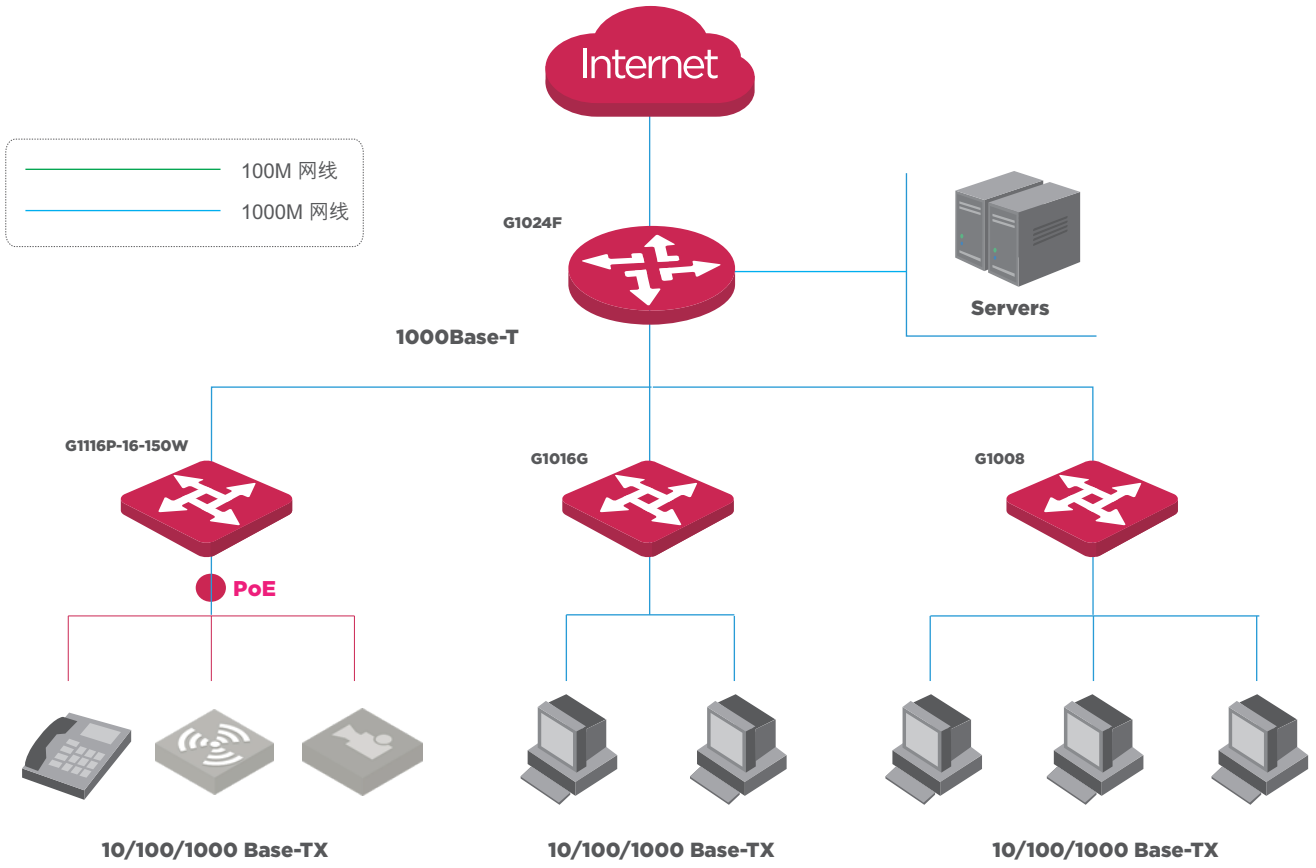 Internet
100M 网线
1000M 网线
G1024F
Servers
1000Base-T
G1116P-16-150W
G1016G
G1008
PoE
10/100/1000 Base-TX
10/100/1000 Base-TX
10/100/1000 Base-TX